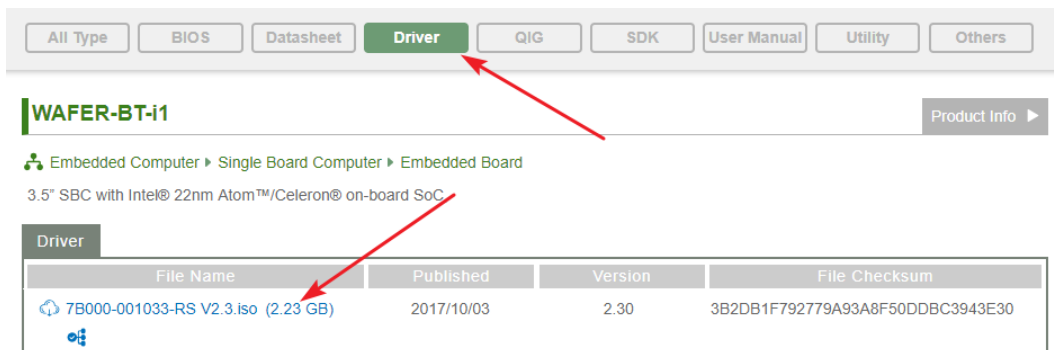 All Type BIOS Datasheet Driver QIG SDK User Manual Utility Others
WAFER-BT-i1
Product Info
Embedded Computer Single Board Computer Embedded Board
3.5” SBC with Intel® 22nm Atom™/Celeron® on-board SoC
Driver
File Name Published Version File Checksum
7B000-001033-RS V2.3.iso (2.23 GB) 2017/10/03 2.30 3B2DB1F792779A93A8F50DDBC3943E30